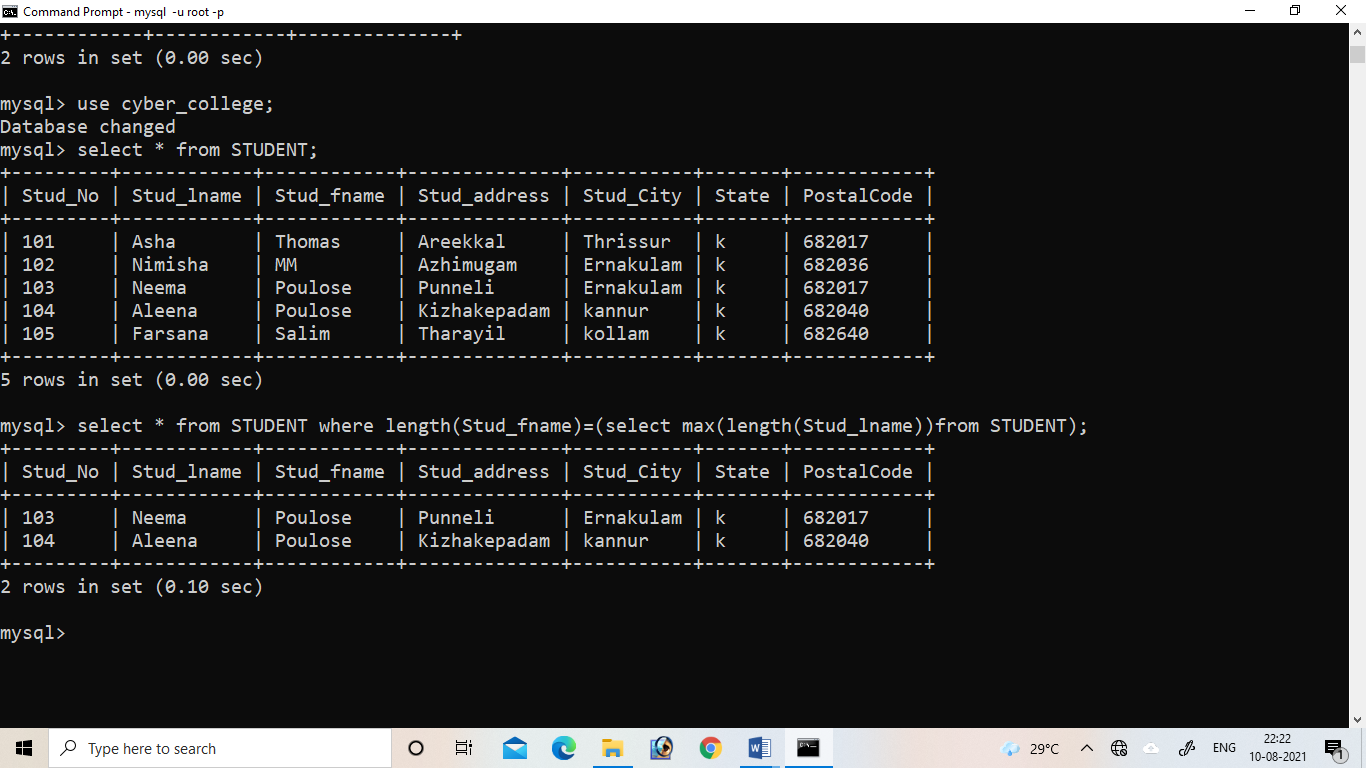 Command Prompt - mysql  -u root -p
+------------+------------+--------------+
2 rows in set (0.00 sec)
mysql> use cyber_college;
Database changed
mysql> select * from STUDENT;
+---------+------------+------------+--------------+-----------+-------+------------+
| Stud_No | Stud_lname | Stud_fname | Stud_address | Stud_City | State | PostalCode |
+---------+------------+------------+--------------+-----------+-------+------------+
| 101     | Asha       | Thomas     | Areekkal     | Thrissur  | k     | 682017     |
| 102     | Nimisha    | MM         | Azhimugam    | Ernakulam | k     | 682036     |
| 103     | Neema      | Poulose    | Punneli      | Ernakulam | k     | 682017     |
| 104     | Aleena     | Poulose    | Kizhakepadam | kannur    | k     | 682040     |
| 105     | Farsana    | Salim      | Tharayil     | kollam    | k     | 682640     |
+---------+------------+------------+--------------+-----------+-------+------------+
5 rows in set (0.00 sec)
mysql> select * from STUDENT where length(Stud_fname)=(select max(length(Stud_lname))from STUDENT);
+---------+------------+------------+--------------+-----------+-------+------------+
| Stud_No | Stud_lname | Stud_fname | Stud_address | Stud_City | State | PostalCode |
+---------+------------+------------+--------------+-----------+-------+------------+
| 103     | Neema      | Poulose    | Punneli      | Ernakulam | k     | 682017     |
| 104     | Aleena     | Poulose    | Kizhakepadam | kannur    | k     | 682040     |
+---------+------------+------------+--------------+-----------+-------+------------+
2 rows in set (0.10 sec)
mysql>
Type here to search
29°C
ENG
22:22
10-08-2021
1